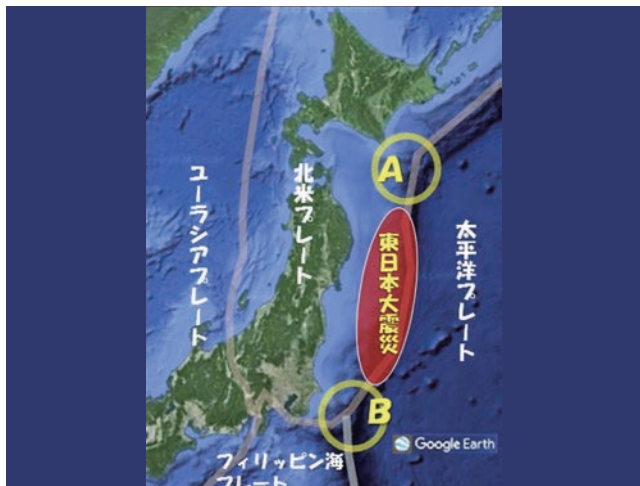 A
ユーラシアプレート
北米プレート
東日本大震災
太平洋プレート
B
Google Earth
フィリッピン海
プレート